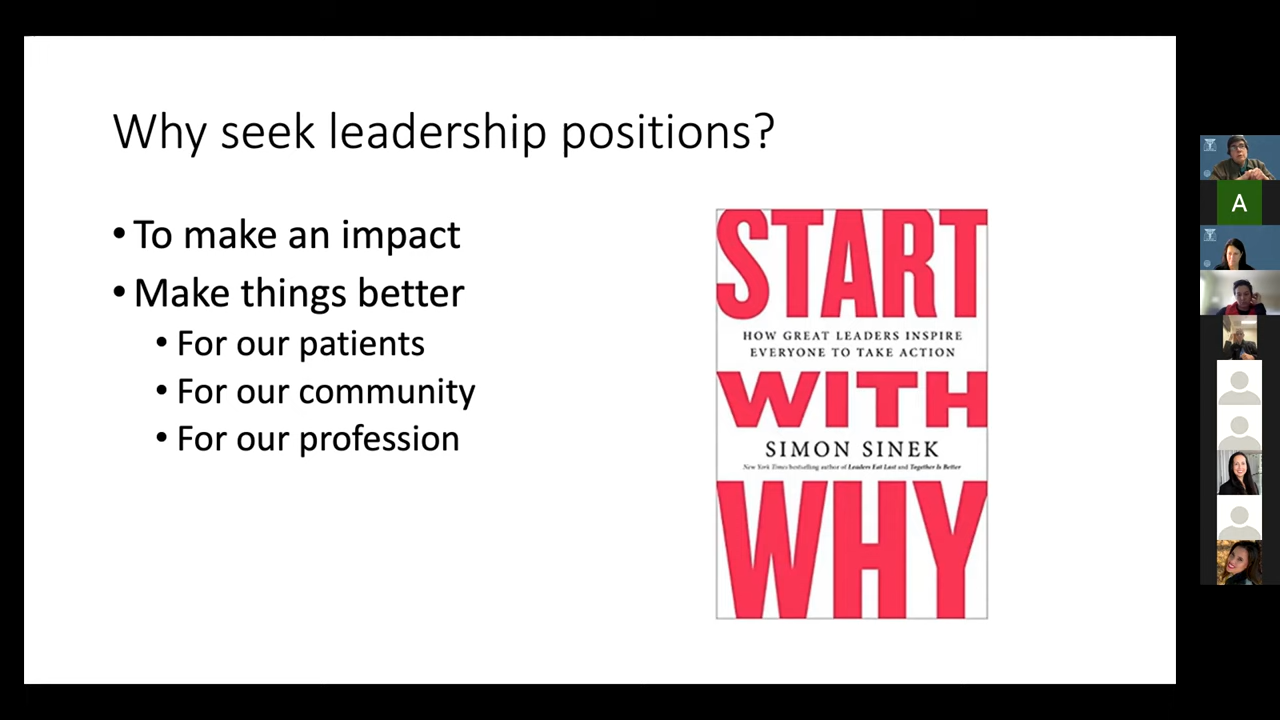 Why seek leadership positions?
• To make an impact
• Make things better
• For our patients
• For our community
• For our profession
START
HOW GREAT LEADERS INSPIRE
EVERYONE TO TAKE ACTION
WITH
SIMON SINEK
New York Times bestselling author of Leaders Eat Last and Together Is Better
WHY
A